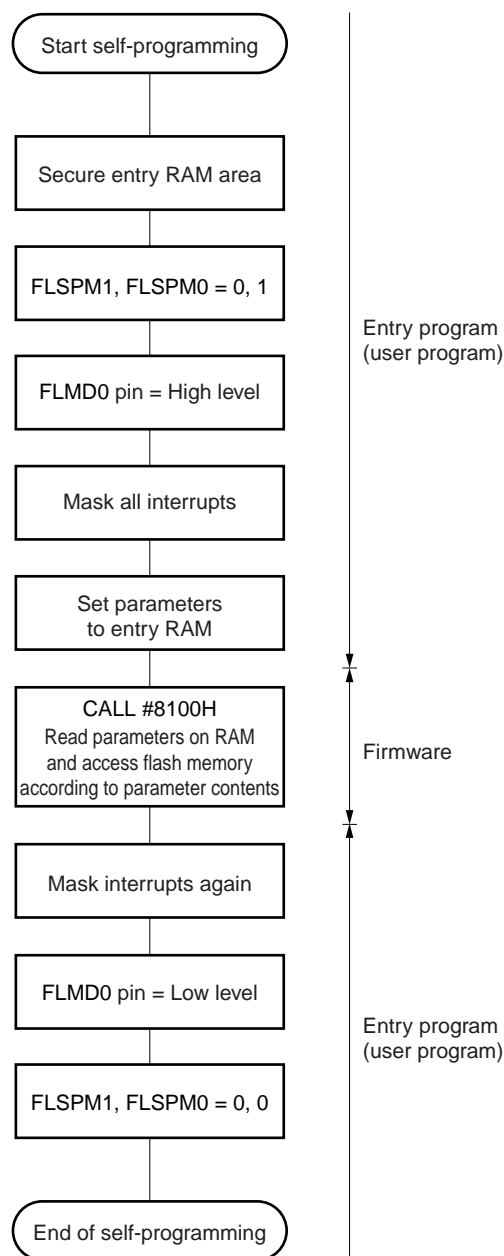 Start self-programming
Secure entry RAM area
FLSPM1, FLSPM0 = 0, 1
Entry program
(user program)
FLMD0 pin = High level
Mask all interrupts
Set parameters
to entry RAM
CALL #8100H
Read parameters on RAM
and access flash memory
according to parameter contents
Firmware
Mask interrupts again
FLMD0 pin = Low level
Entry program
(user program)
FLSPM1, FLSPM0 = 0, 0
End of self-programming